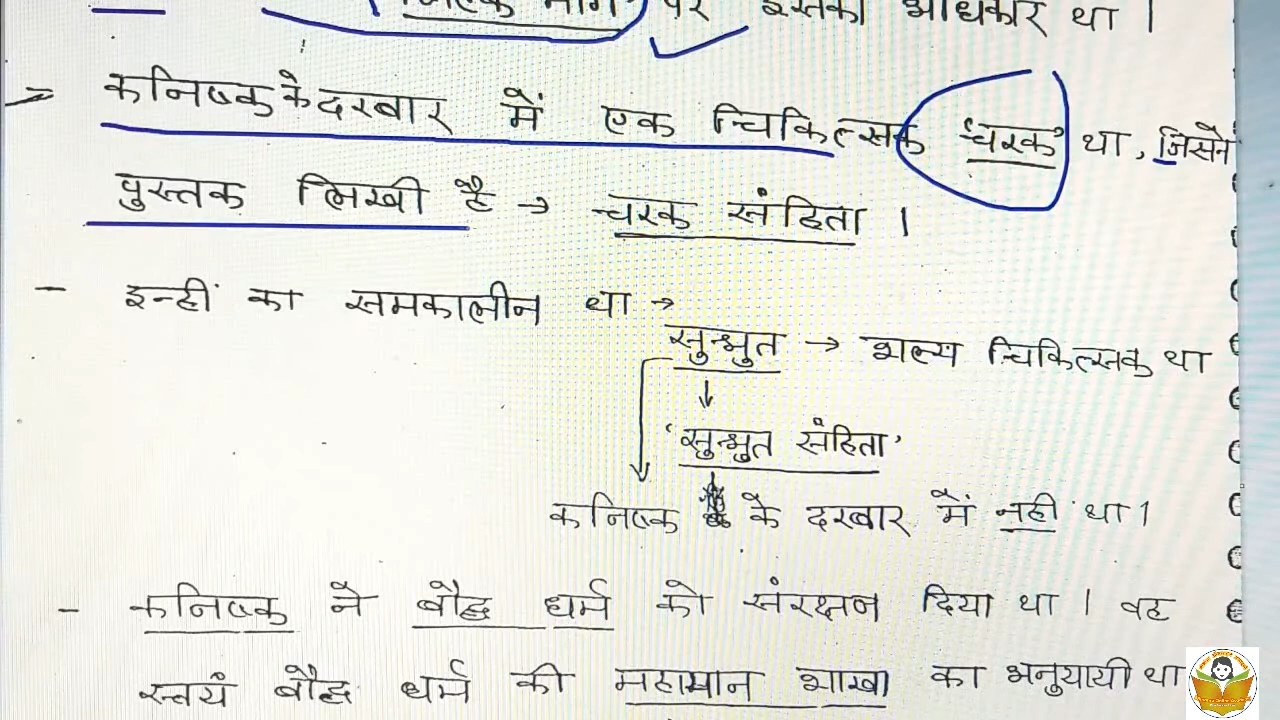 पर इसका अधिकार था।
कनिष्क के दरबार में एक चिकित्सक 'चरक' था, जिसने
पुस्तक लिखी है → चरक संहिता।
- इन्हीं का समकालीन था →
सुश्रुत → शल्य चिकित्सक था
↓
'सुश्रुत संहिता'
कनिष्क के दरबार में नही था।
- कनिष्क ने बौद्ध धर्म को संरक्षन दिया था। वह
स्वयं बौद्ध धर्म की महायान शाखा का अनुयायी था